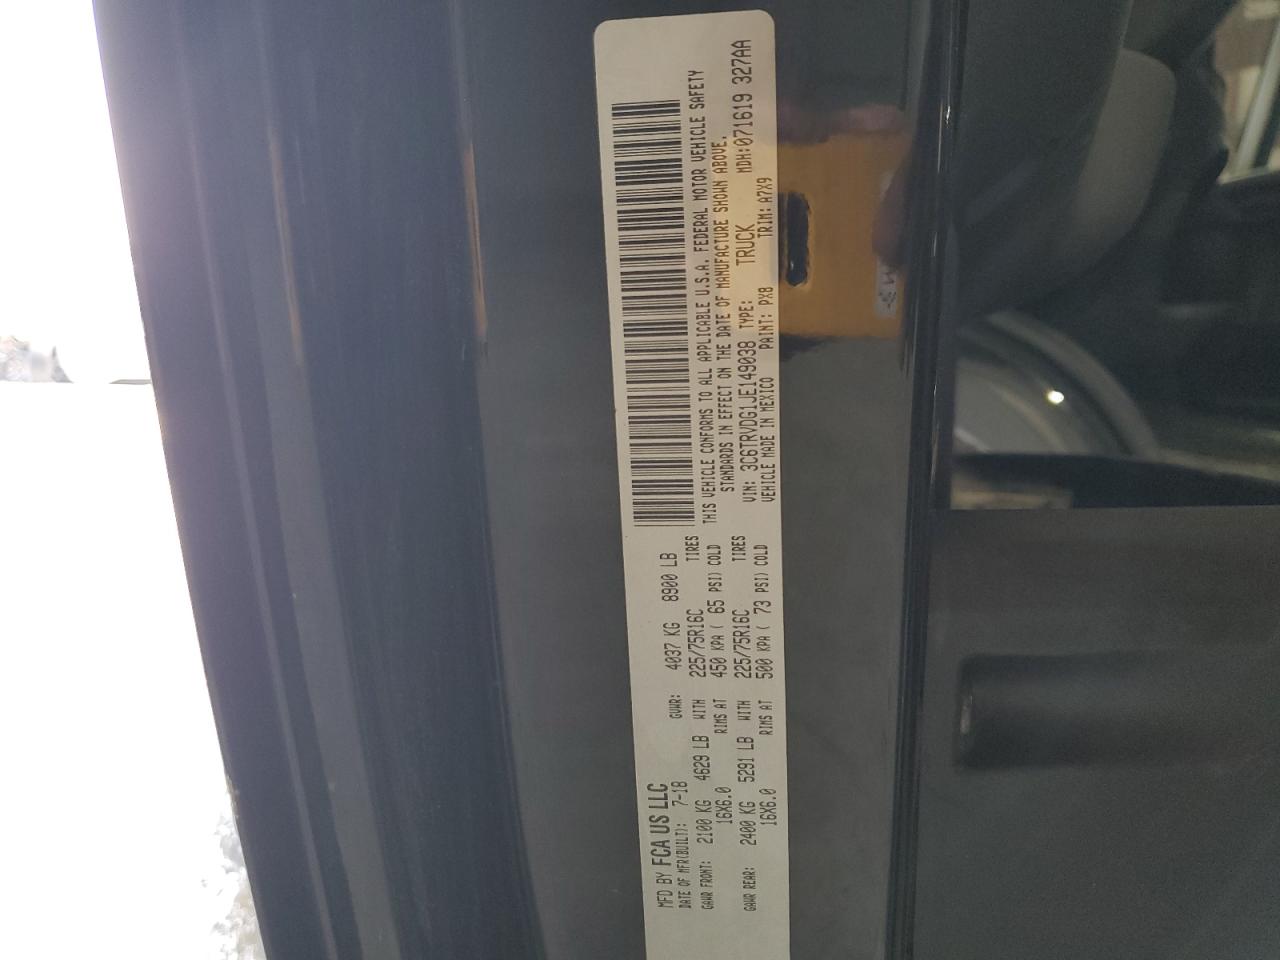 MFD BY FCA US LLC
DATE OF MFR(BUILT): 7-18 GVWR: 4037 KG 8900 LB
GAWR FRONT: 2100 KG 4629 LB WITH 225/75R16C TIRES
16X6.0 RIMS AT 450 KPA ( 65 PSI) COLD
GAWR REAR: 2400 KG 5291 LB WITH 225/75R16C TIRES
16X6.0 RIMS AT 500 KPA ( 73 PSI) COLD
THIS VEHICLE CONFORMS TO ALL APPLICABLE U.S.A. FEDERAL MOTOR VEHICLE SAFETY
STANDARDS IN EFFECT ON THE DATE OF MANUFACTURE SHOWN ABOVE.
VIN: 3C6TRVDG1JE149038 TYPE: TRUCK MDH:071619 327AA
VEHICLE MADE IN MEXICO PAINT: PX8 TRIM: A7X9